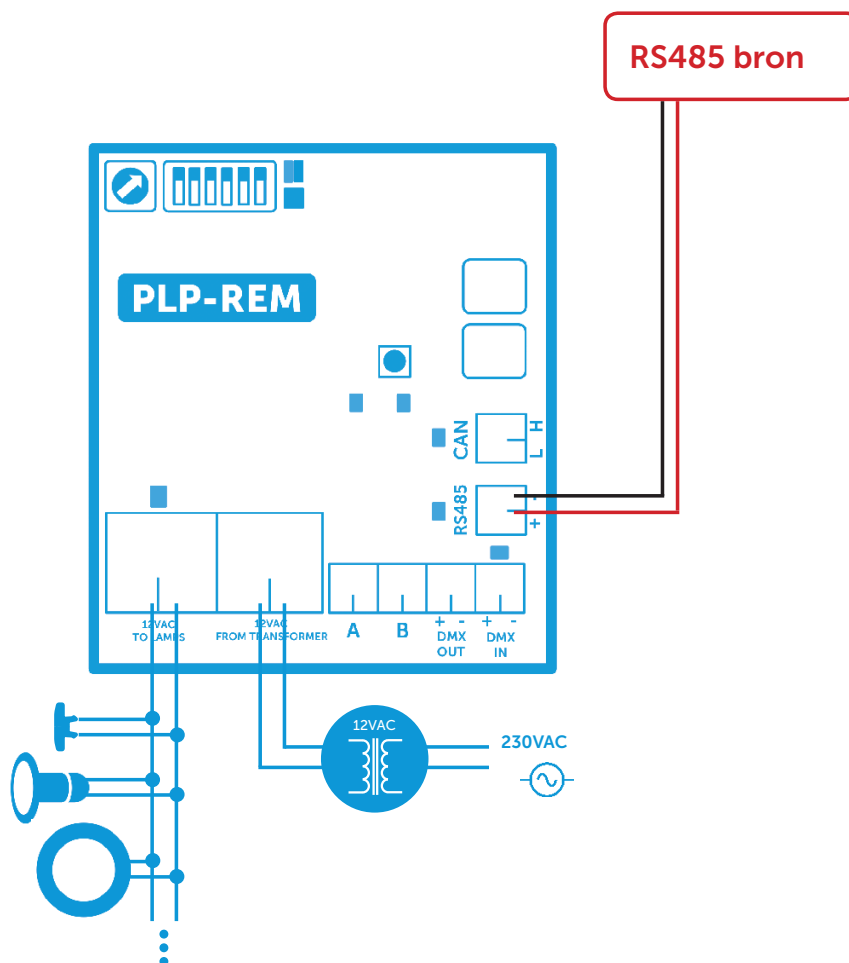 RS485 bron
PLP-REM
CAN
L H
RS485
+ -
12VAC
TO LAMPS
12VAC
FROM TRANSFORMER
A
B
+ -
DMX
OUT
+ -
DMX
IN
12VAC
230VAC